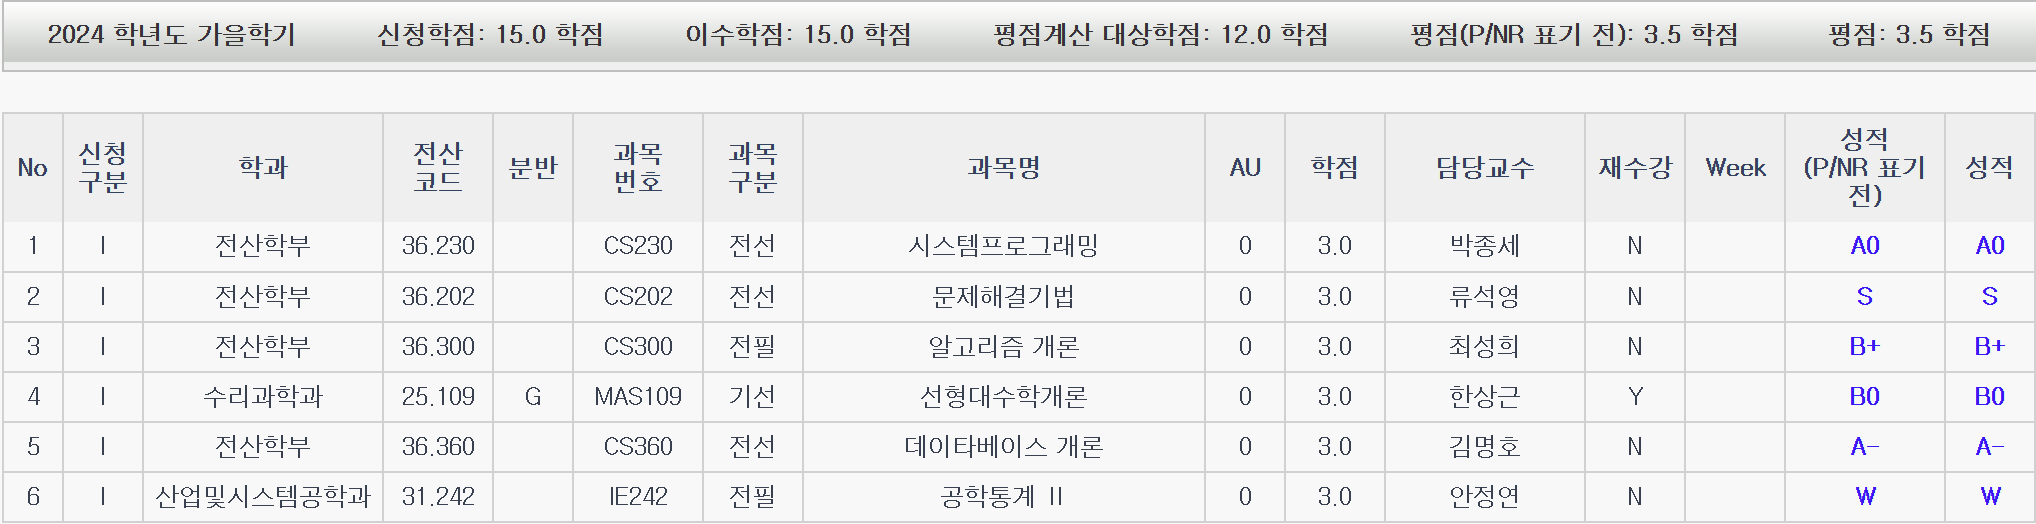 2024 학년도 가을학기 신청학점: 15.0 학점 이수학점: 15.0 학점 평점계산 대상학점: 12.0 학점 평점(P/NR 표기 전): 3.5 학점 평점: 3.5 학점
No 신청구분 학과 전산코드 분반 과목번호 과목구분 과목명 AU 학점 담당교수 재수강 Week 성적(P/NR 표기전) 성적
1 I 전산학부 36.230 CS230 전선 시스템프로그래밍 0 3.0 박종세 N A0 A0
2 I 전산학부 36.202 CS202 전선 문제해결기법 0 3.0 류석영 N S S
3 I 전산학부 36.300 CS300 전필 알고리즘 개론 0 3.0 최성희 N B+ B+
4 I 수리과학과 25.109 G MAS109 기선 선형대수학개론 0 3.0 한상근 Y B0 B0
5 I 전산학부 36.360 CS360 전선 데이타베이스 개론 0 3.0 김명호 N A- A-
6 I 산업및시스템공학과 31.242 IE242 전필 공학통계 II 0 3.0 안정연 N W W